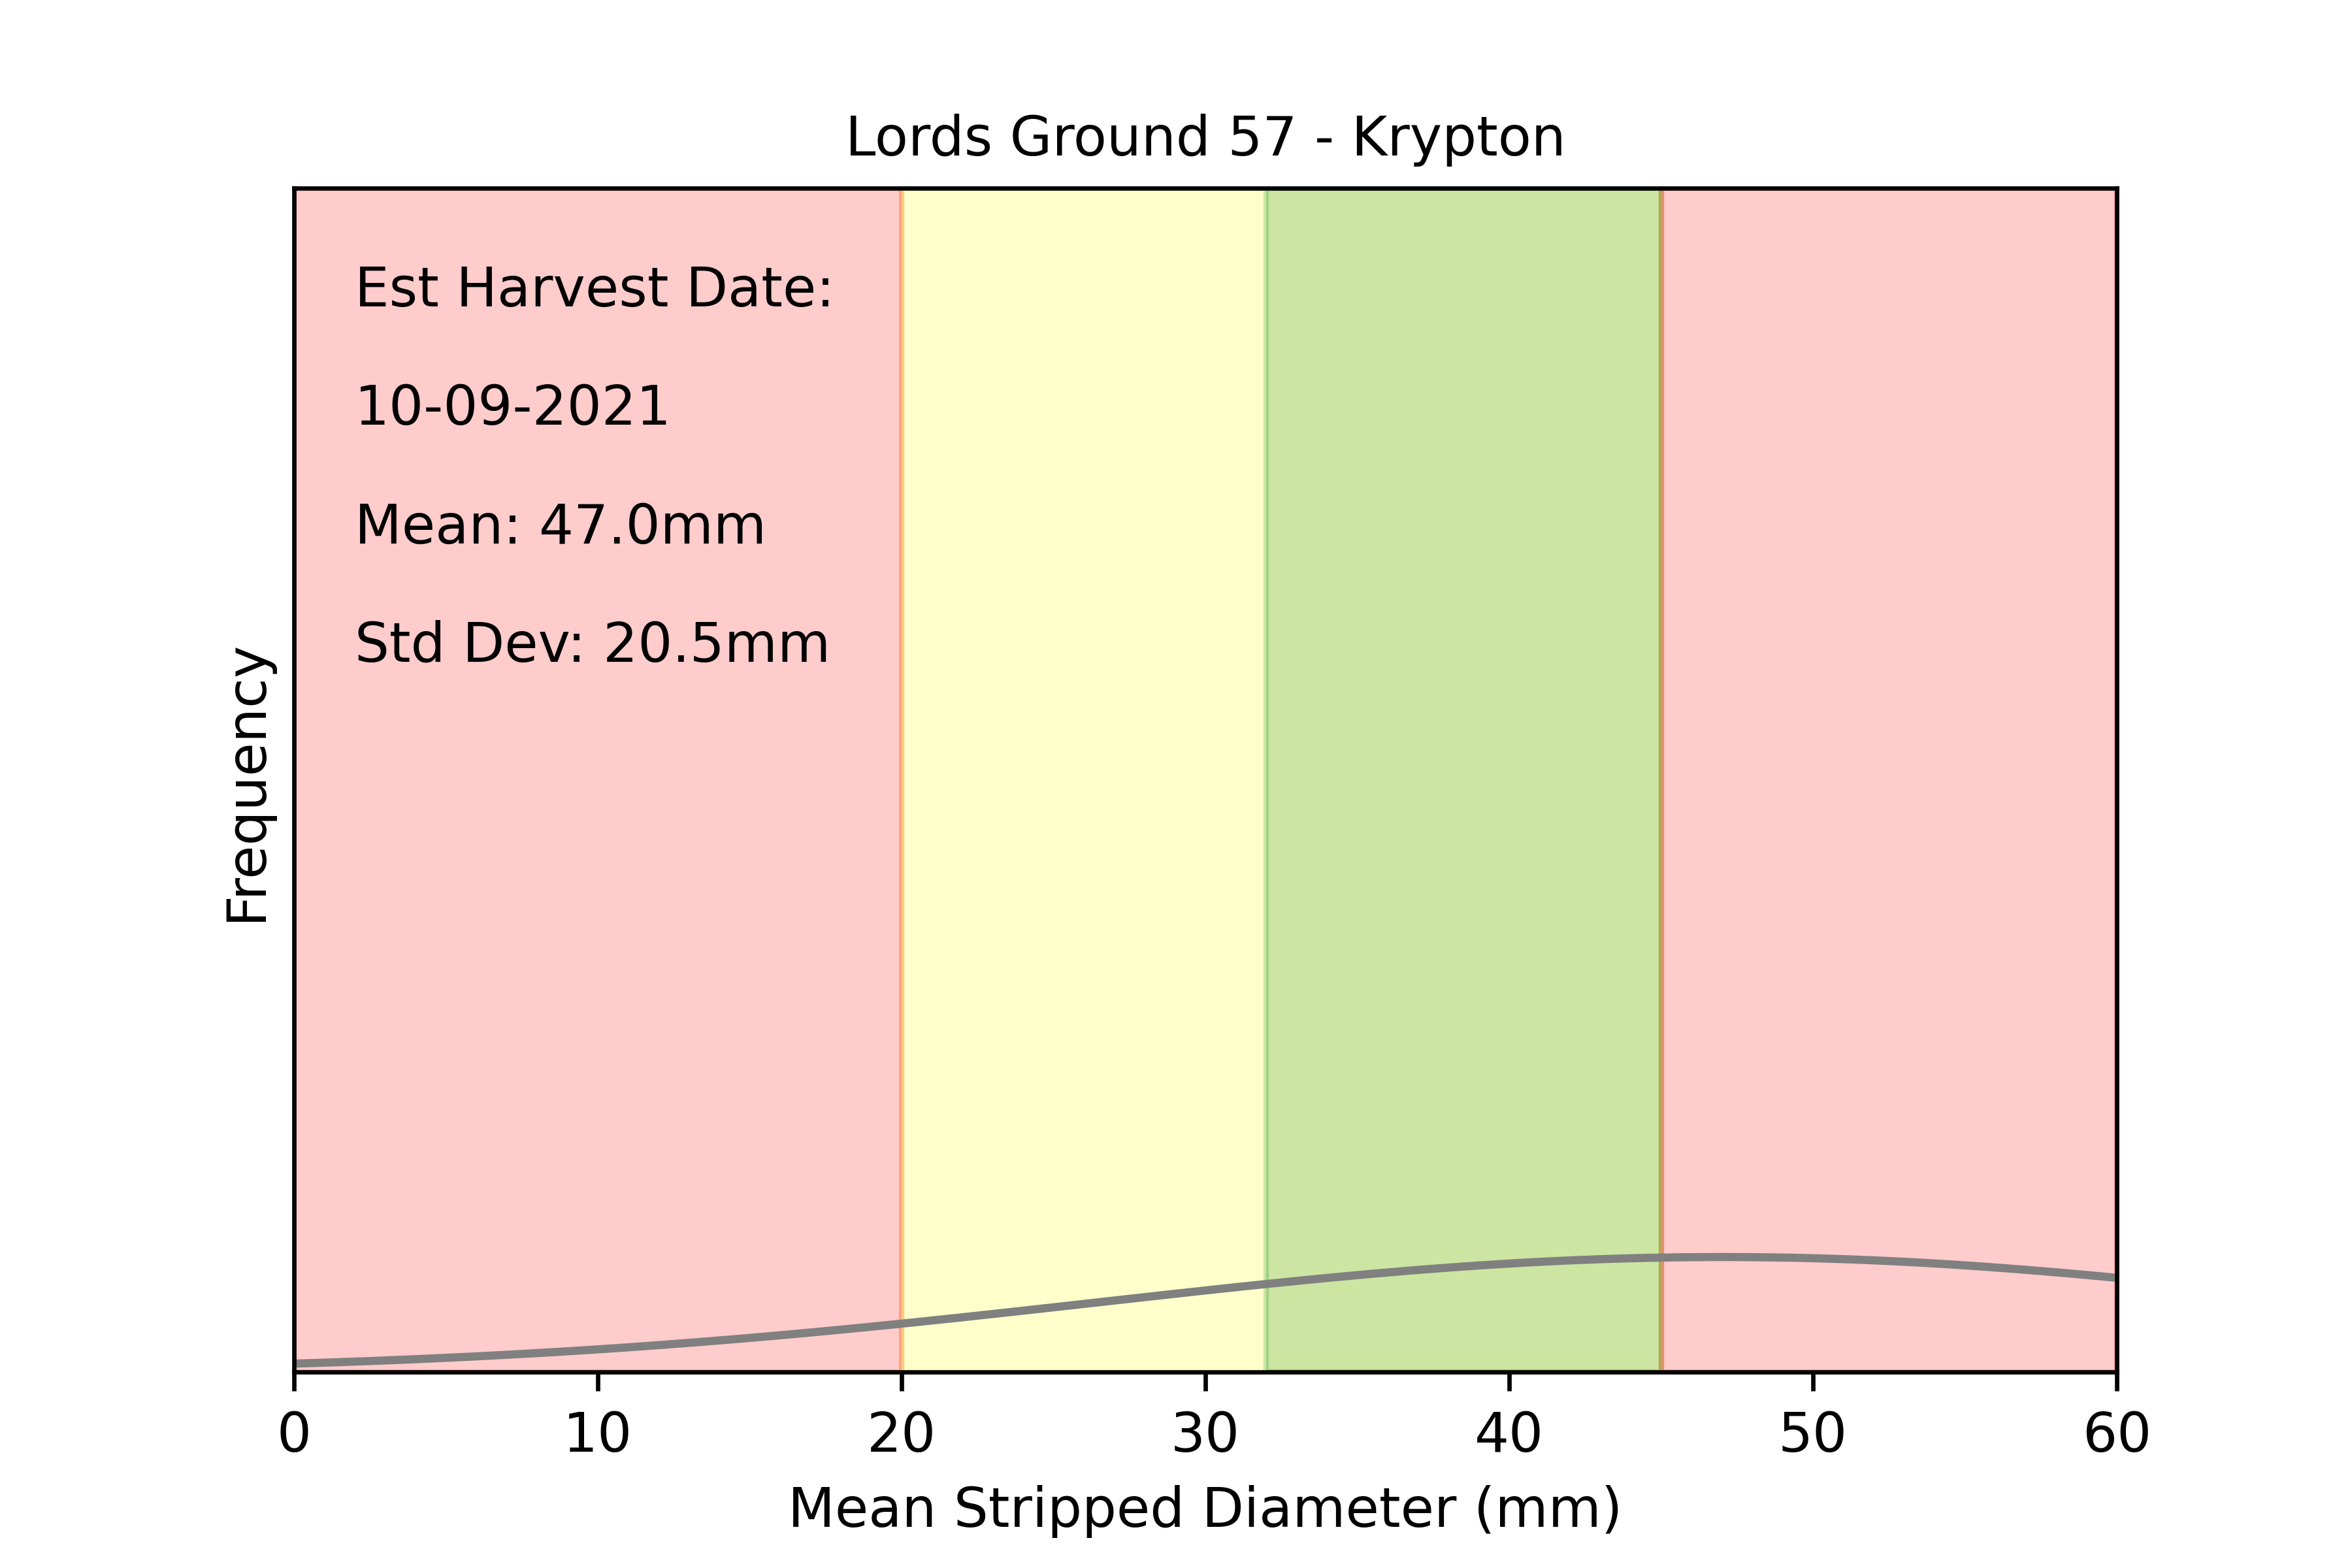 Lords Ground 57 - Krypton
Est Harvest Date:
10-09-2021
Mean: 47.0mm
Std Dev: 20.5mm
Frequency
0 10 20 30 40 50 60
Mean Stripped Diameter (mm)